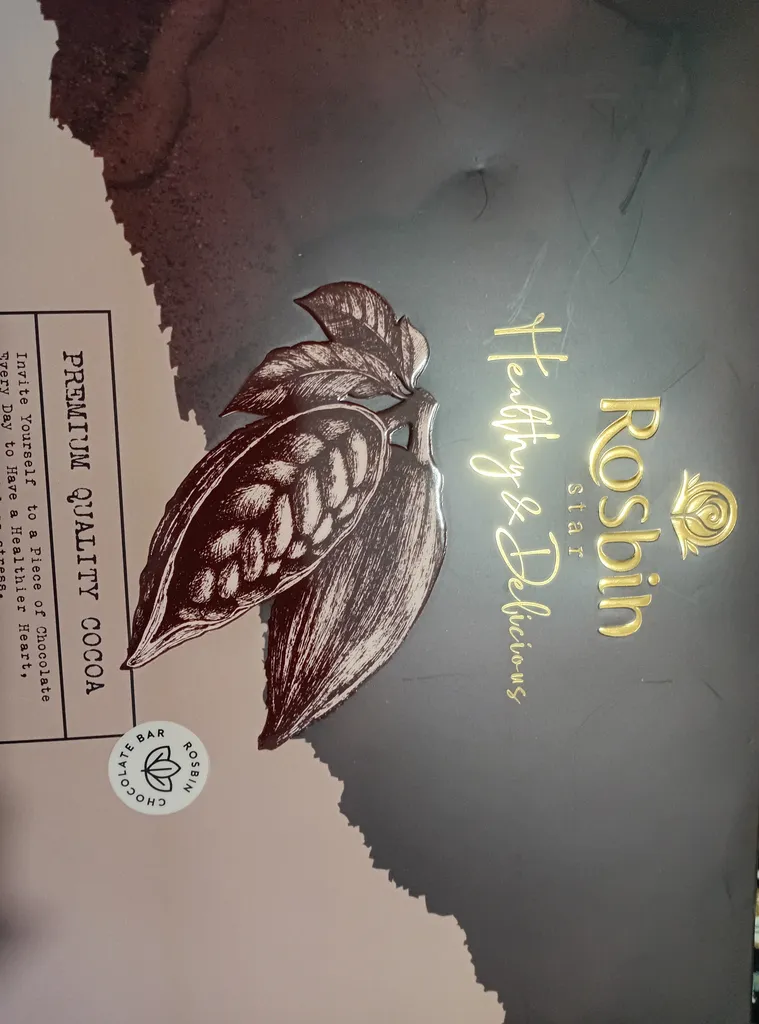 Rosbin
star
Healthy & Delicious
PREMIUM QUALITY COCOA
Invite Yourself to a Piece of Chocolate
Every Day to Have a Healthier Heart,
stress,
ROSBIN
CHOCOLATE BAR